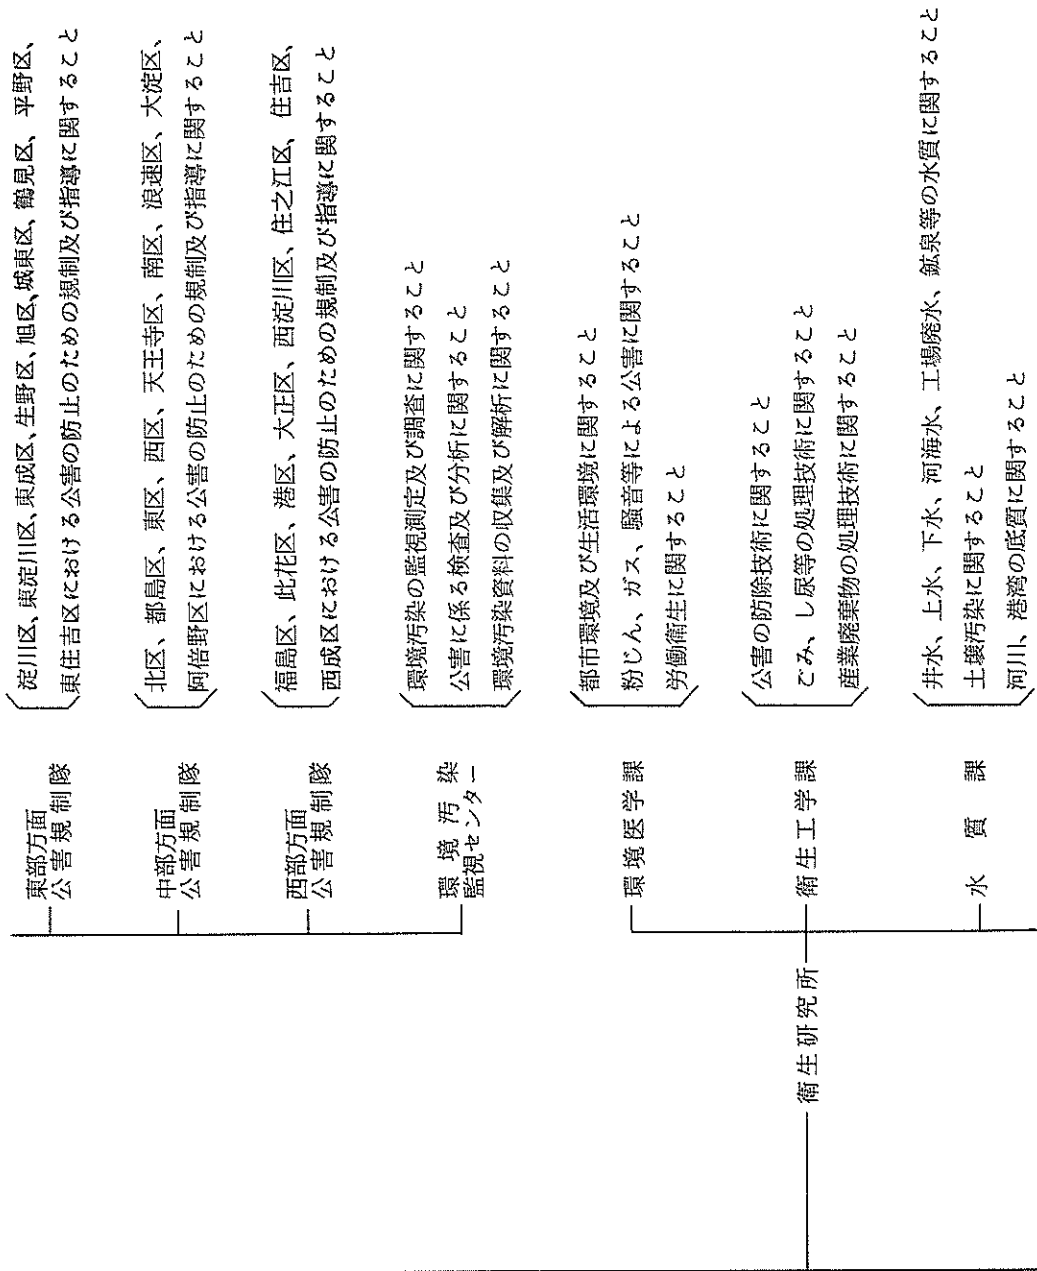 東部方面
公害規制隊
淀川区、東淀川区、東成区、生野区、旭区、城東区、鶴見区、平野区、
東住吉区における公害の防止のための規制及び指導に関すること
中部方面
公害規制隊
北区、都島区、東区、西区、天王寺区、南区、浪速区、大淀区、
阿倍野区における公害の防止のための規制及び指導に関すること
西部方面
公害規制隊
福島区、此花区、港区、大正区、西淀川区、住之江区、住吉区、
西成区における公害の防止のための規制及び指導に関すること
環境汚染
監視センター
環境汚染の監視測定及び調査に関すること
公害に係る検査及び分析に関すること
環境汚染資料の収集及び解析に関すること
衛生研究所
環境医学課
都市環境及び生活環境に関すること
粉じん、ガス、騒音等による公害に関すること
労働衛生に関すること
衛生工学課
公害の防除技術に関すること
ごみ、し尿等の処理技術に関すること
産業廃棄物の処理技術に関すること
水質課
井水、上水、下水、河海水、工場廃水、鉱泉等の水質に関すること
土壌汚染に関すること
河川、港湾の底質に関すること